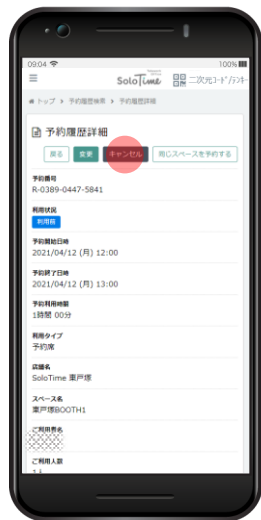 09:04 100%
SoloTime 二次元コード/テンキー
トップ > 予約履歴検索 > 予約履歴詳細
予約履歴詳細
戻る 変更 キャンセル 同じスペースを予約する
予約番号
R-0389-0447-5841
利用状況
利用前
予約開始日時
2021/04/12 (月) 12:00
予約終了日時
2021/04/12 (月) 13:00
予約利用時間
1時間 00分
利用タイプ
予約席
店舗名
SoloTime 東戸塚
スペース名
東戸塚BOOTH1
ご利用者名
ご利用人数
1人